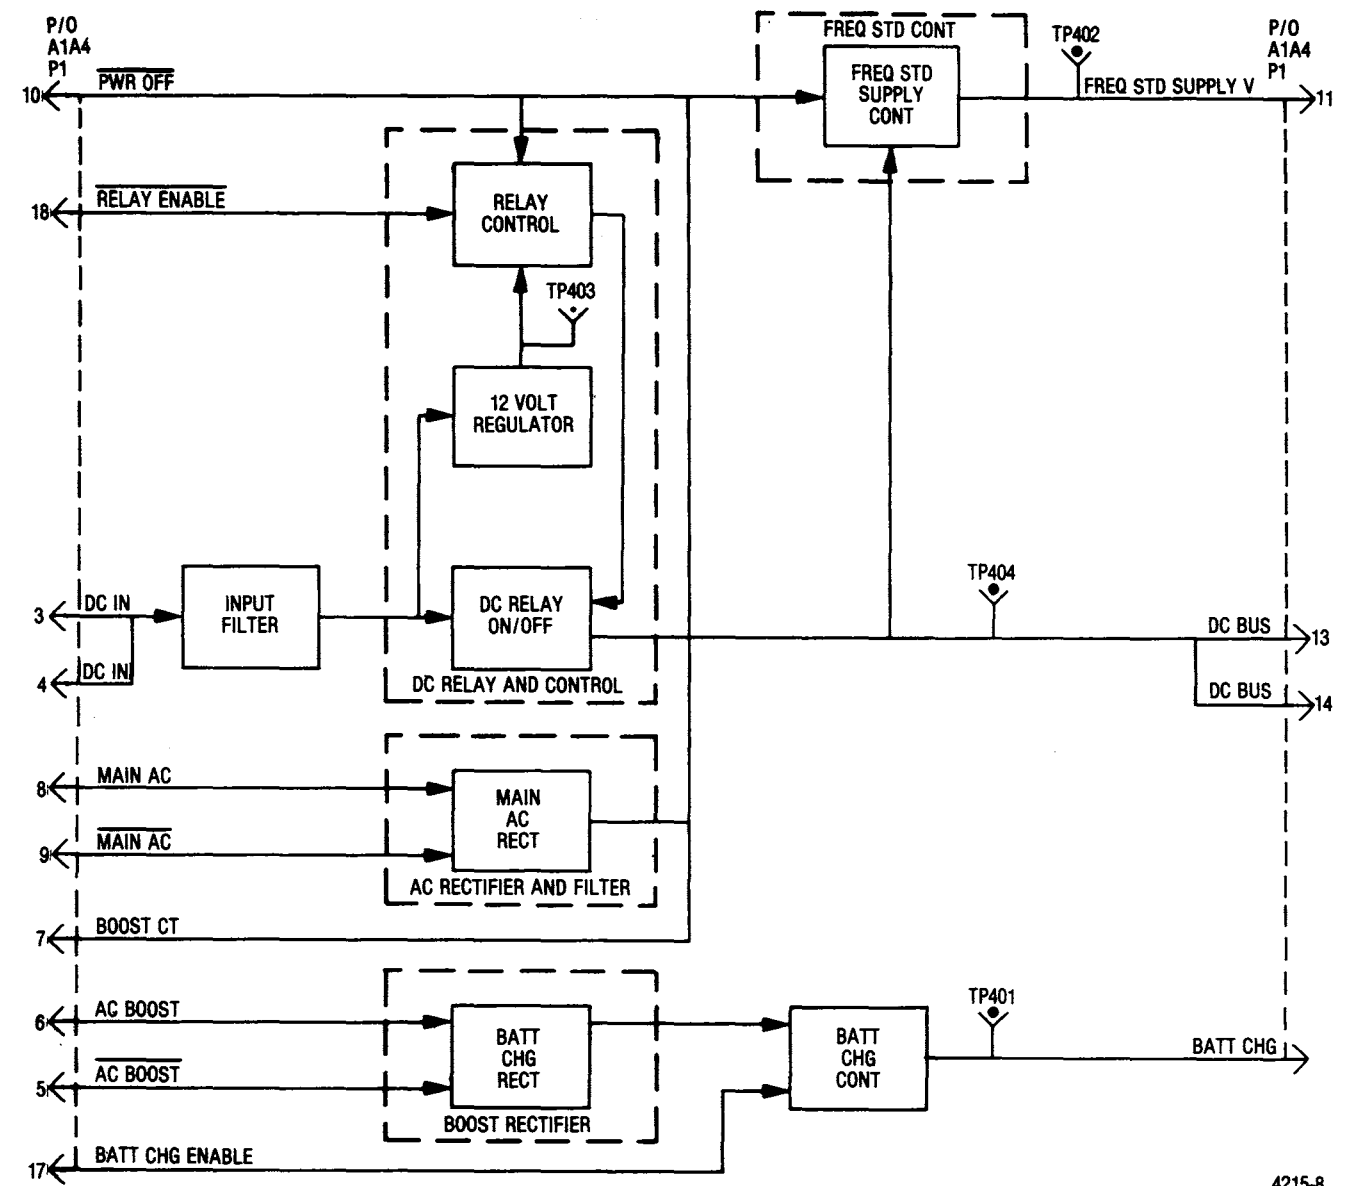 P/O
A1A4
P1
P/O
A1A4
P1
FREQ STD CONT
TP402
PWR OFF
10
FREQ STD
SUPPLY
CONT
FREQ STD SUPPLY V
11
RELAY ENABLE
18
RELAY
CONTROL
TP403
12 VOLT
REGULATOR
TP404
3
DC IN
INPUT
FILTER
DC RELAY
ON/OFF
DC BUS
13
4
DC IN
DC RELAY AND CONTROL
DC BUS
14
MAIN AC
8
MAIN
AC
RECT
MAIN AC
9
AC RECTIFIER AND FILTER
BOOST CT
7
AC BOOST
6
TP401
BATT
CHG
RECT
BATT
CHG
CONT
BATT CHG
AC BOOST
5
BOOST RECTIFIER
BATT CHG ENABLE
17
4215-8